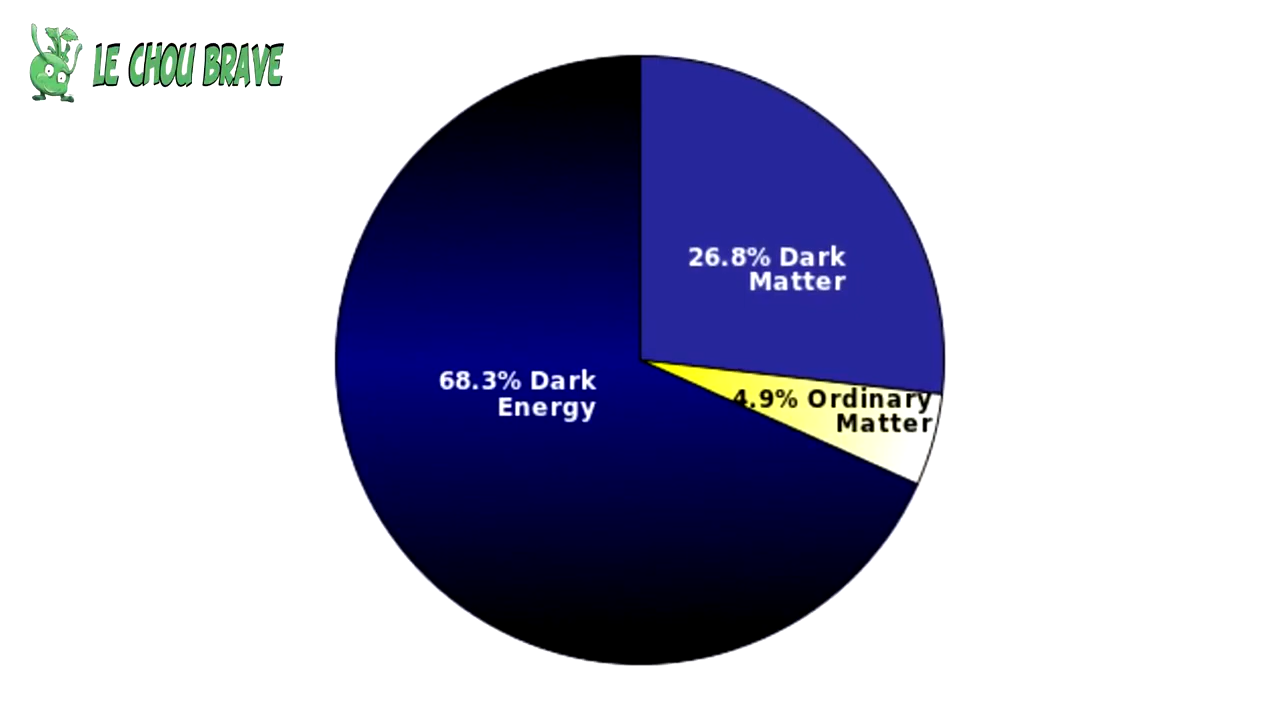 LE CHOU BRAVE
26.8% Dark
Matter
68.3% Dark
Energy
4.9% Ordinary
Matter